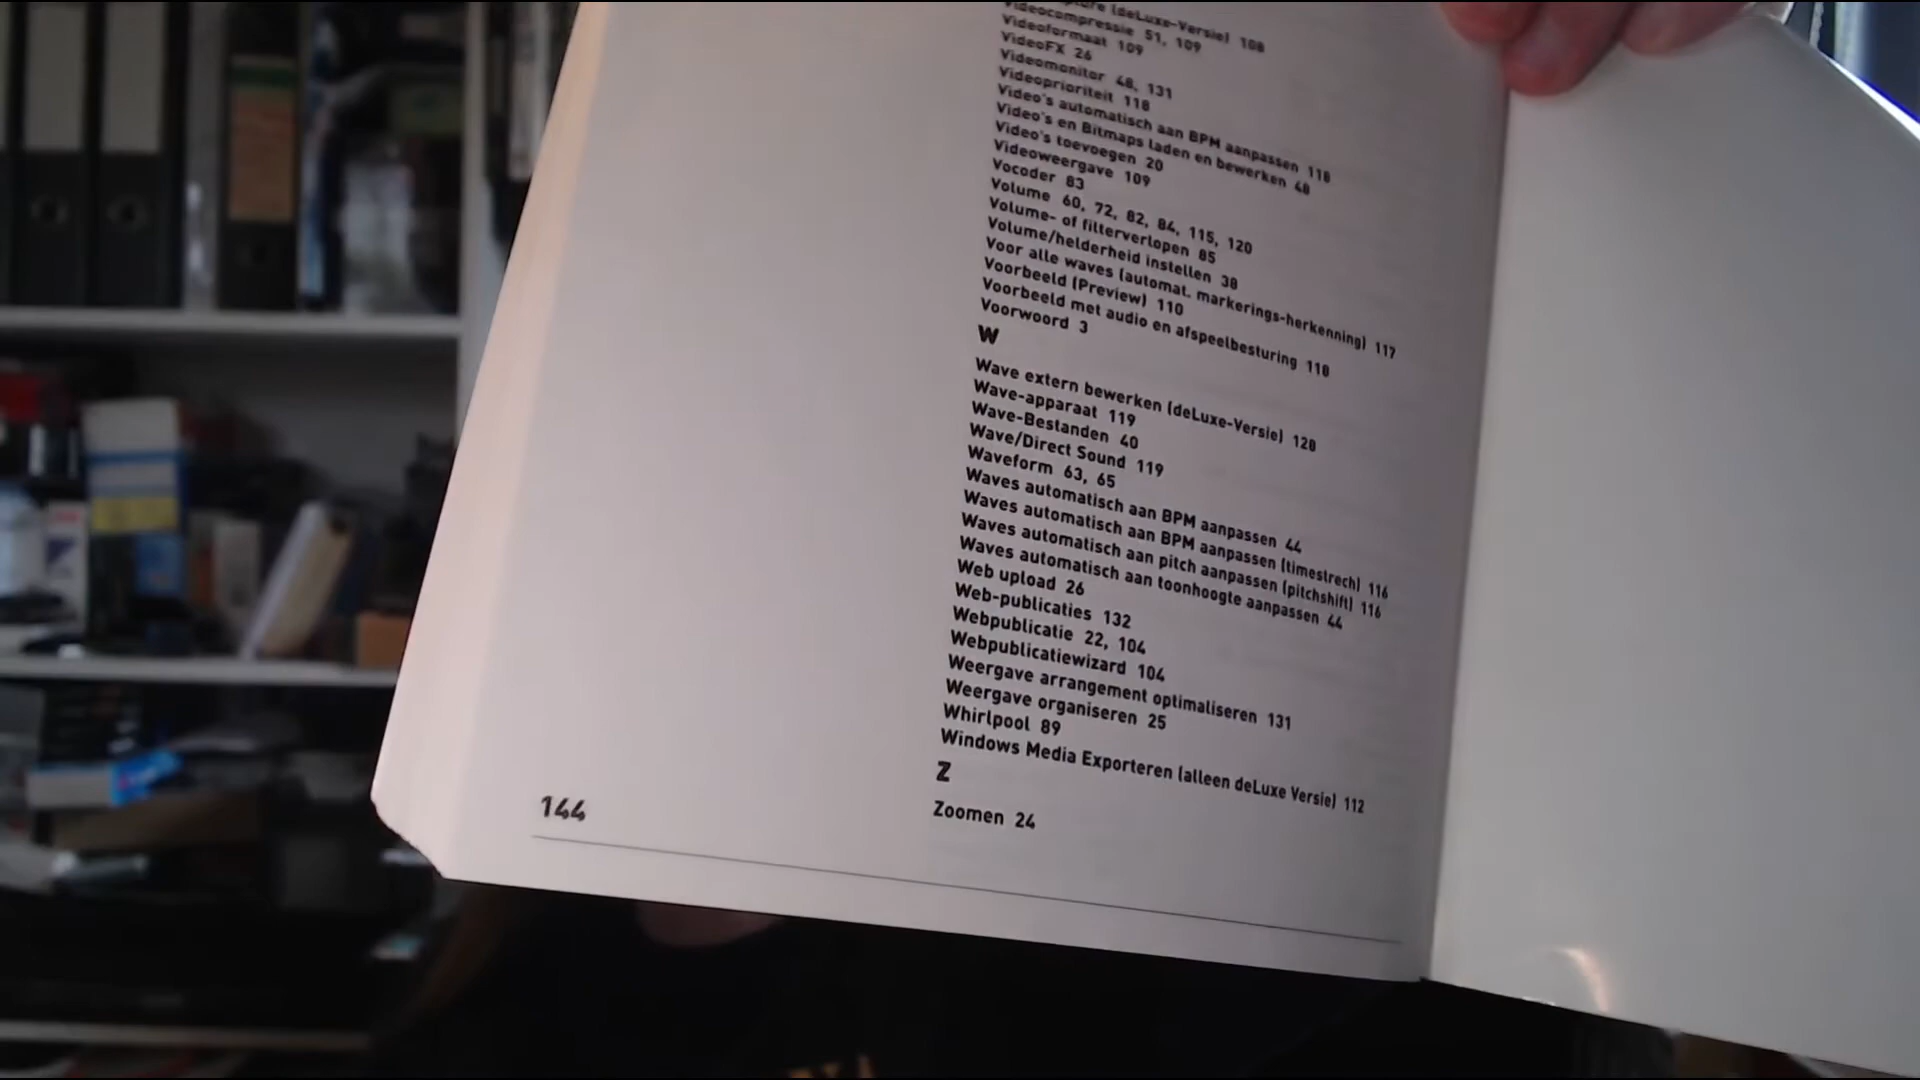 (deLuxe-Versie) 108
Videocompressie 51, 109
Videoformaat 109
VideoFX 26
Videomonitor 48, 131
Videoprioriteit 118
Video's automatisch aan BPM aanpassen 118
Video's en Bitmaps laden en bewerken 48
Video's toevoegen 20
Videoweergave 109
Vocoder 83
Volume 60, 72, 82, 84, 115, 120
Volume- of filterverlopen 85
Volume/helderheid instellen 38
Voor alle waves (automat. markerings-herkenning) 117
Voorbeeld (Preview) 110
Voorbeeld met audio en afspeelbesturing 110
Voorwoord 3
W
Wave extern bewerken (deLuxe-Versie) 120
Wave-apparaat 119
Wave-Bestanden 40
Wave/Direct Sound 119
Waveform 63, 65
Waves automatisch aan BPM aanpassen 44
Waves automatisch aan BPM aanpassen (timestrech) 116
Waves automatisch aan pitch aanpassen (pitchshift) 116
Waves automatisch aan toonhoogte aanpassen 44
Web upload 26
Web-publicaties 132
Webpublicatie 22, 104
Webpublicatiewizard 104
Weergave arrangement optimaliseren 131
Weergave organiseren 25
Whirlpool 89
Windows Media Exporteren (alleen deLuxe Versie) 112
Z
Zoomen 24
144